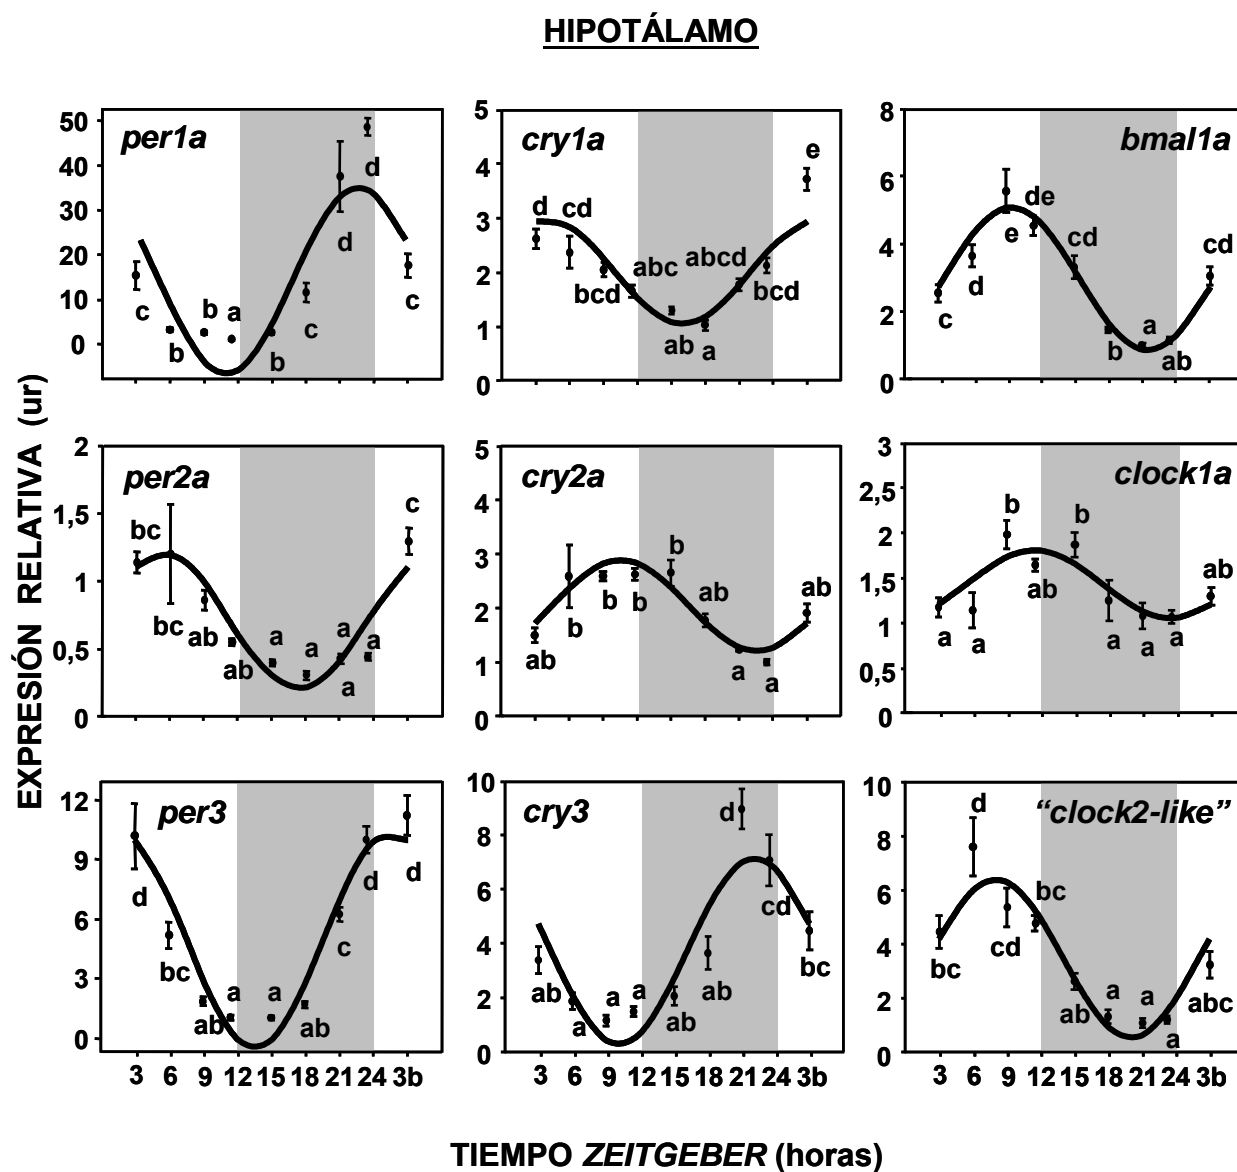 HIPOTÁLAMO
EXPRESIÓN RELATIVA (ur)
per1a
50
40
30
20
10
0
c
b
b
a
b
c
d
d
c
cry1a
5
4
3
2
1
0
d
cd
bcd
abc
ab
a
abcd
bcd
e
bmal1a
8
6
4
2
0
c
d
e
de
cd
b
a
ab
cd
per2a
2
1,5
1
0,5
0
bc
bc
ab
ab
a
a
a
a
a
c
cry2a
5
4
3
2
1
0
ab
b
b
b
b
ab
a
a
ab
clock1a
3
2,5
2
1,5
1
0,5
0
a
a
b
ab
b
a
a
a
ab
per3
12
9
6
3
0
d
bc
ab
a
a
ab
c
d
d
3 6 9 12 15 18 21 24 3b
cry3
10
8
6
4
2
0
ab
a
a
a
ab
ab
d
cd
bc
3 6 9 12 15 18 21 24 3b
“clock2-like”
10
8
6
4
2
0
bc
d
cd
bc
ab
a
a
a
abc
3 6 9 12 15 18 21 24 3b
TIEMPO ZEITGEBER (horas)